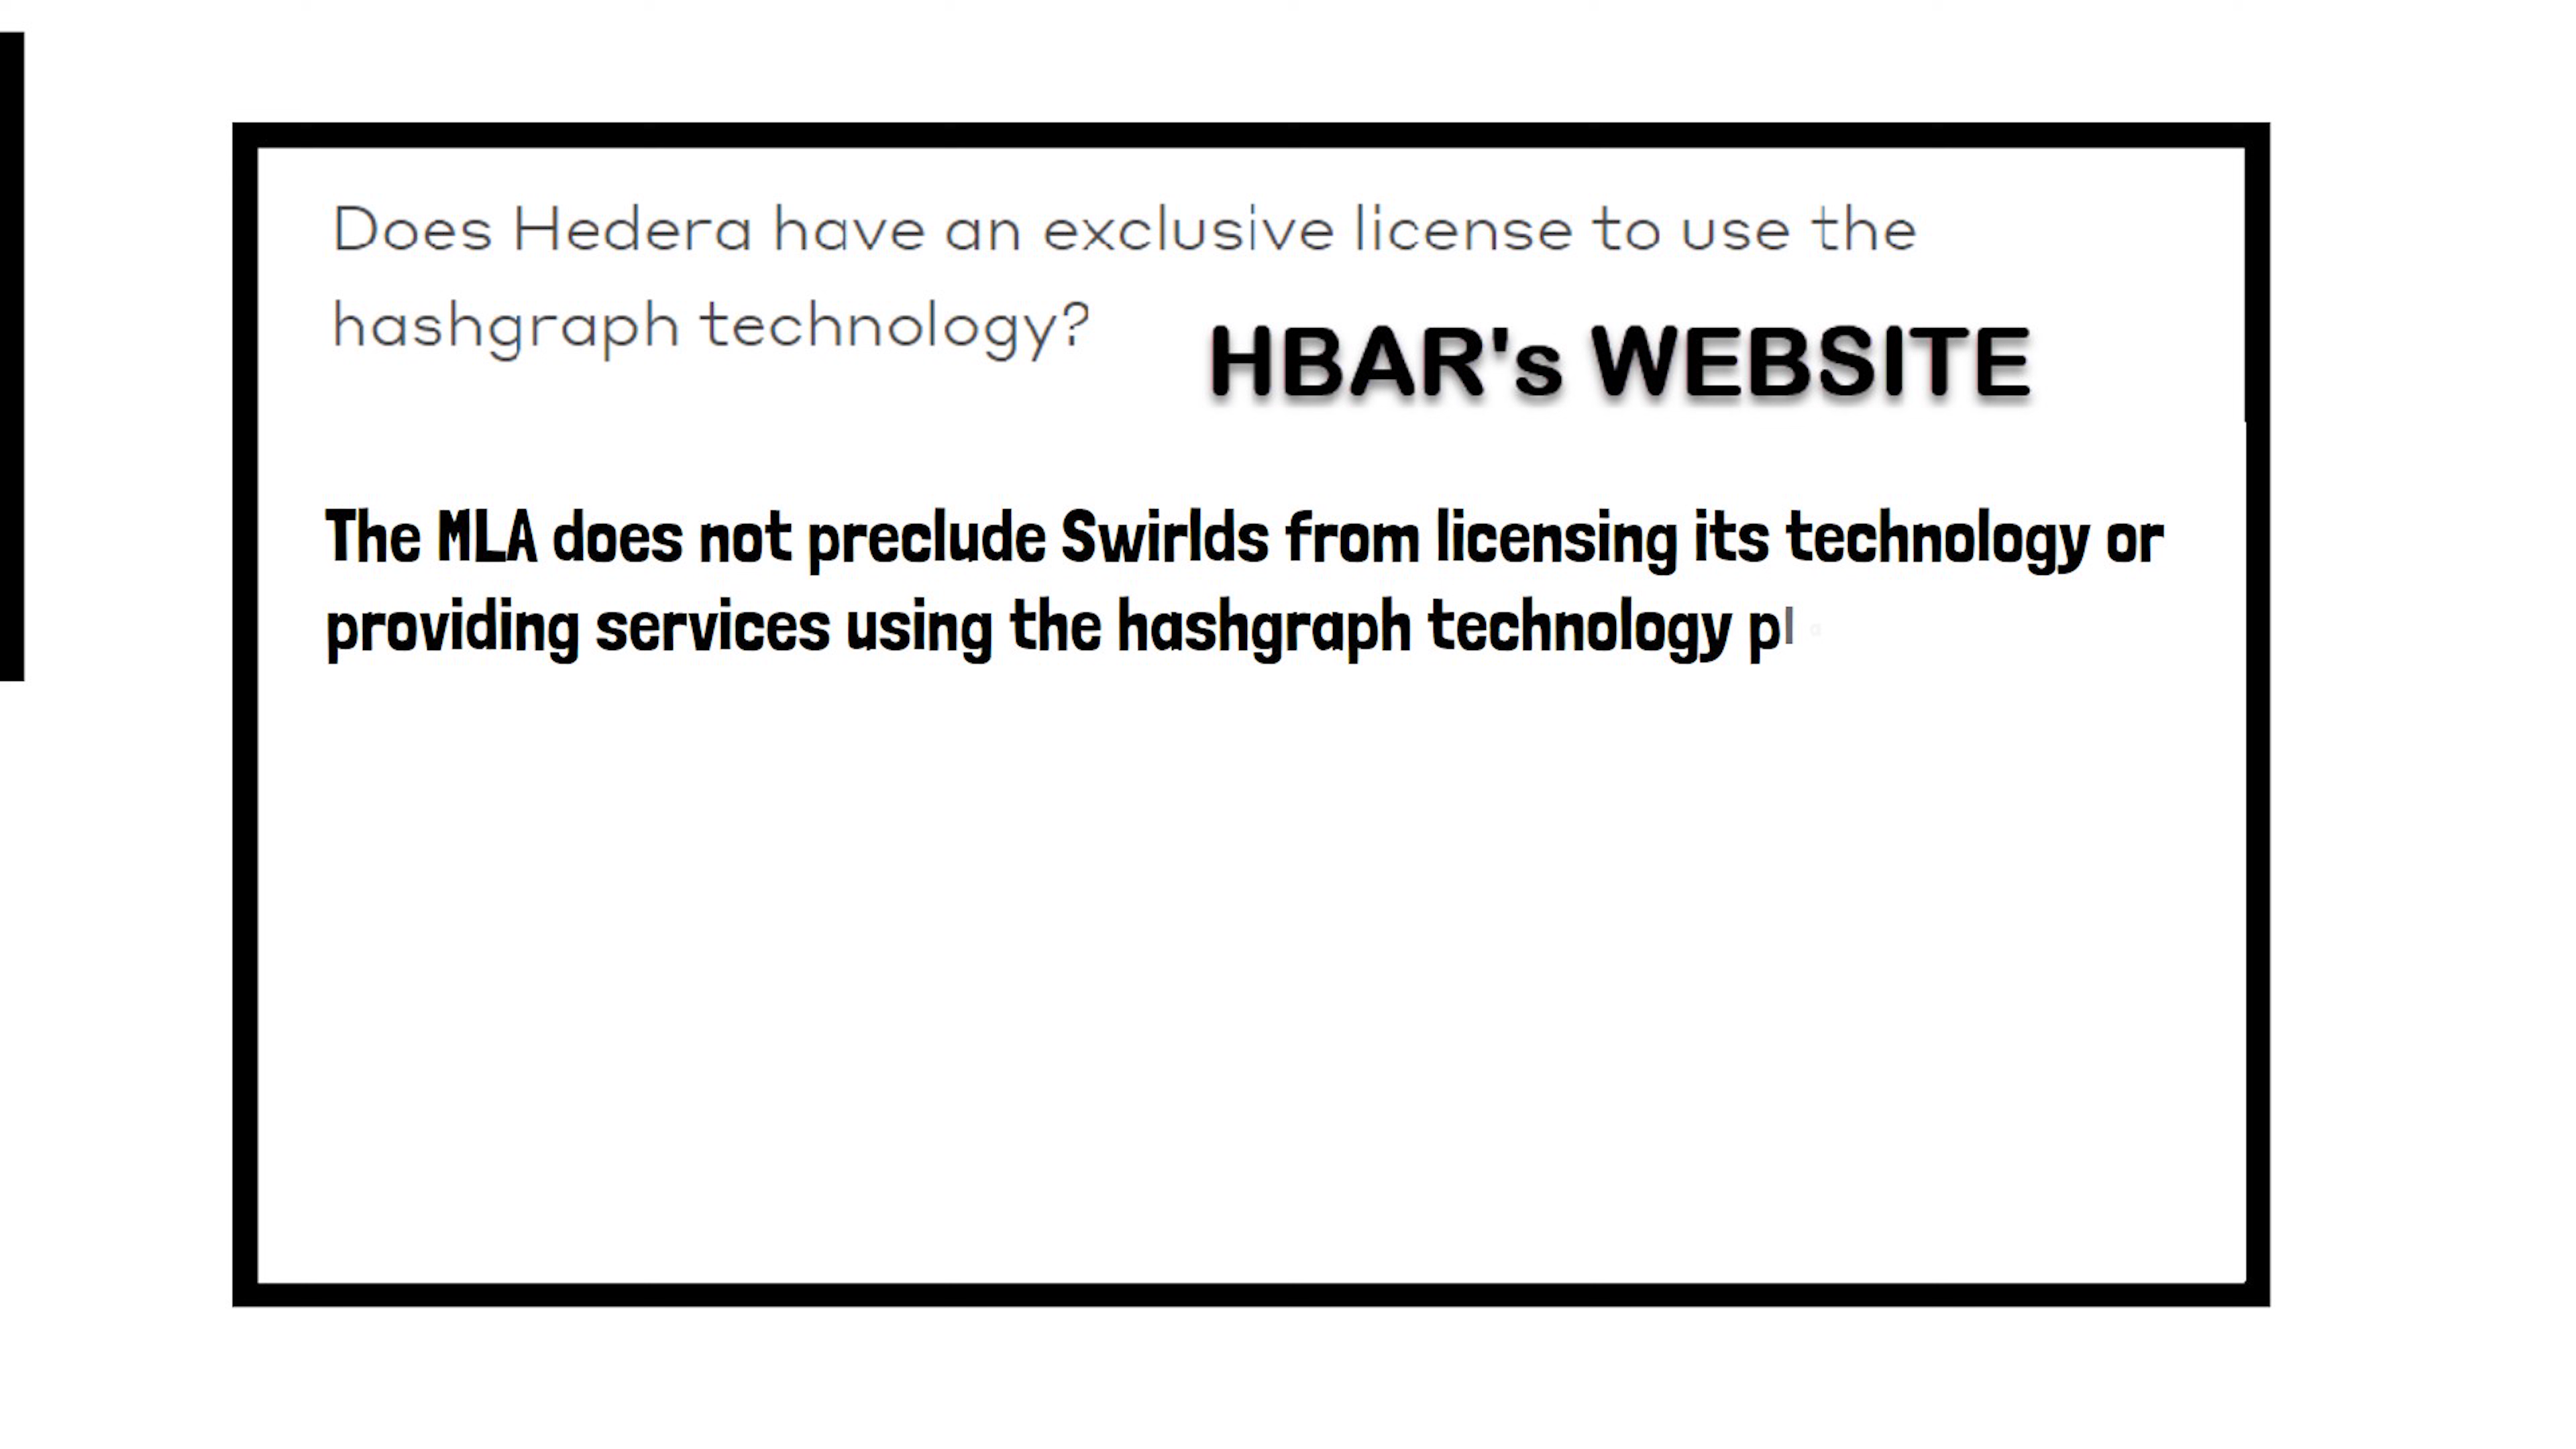 Does Hedera have an exclusive license to use the
hashgraph technology?
HBAR's WEBSITE
The MLA does not preclude Swirlds from licensing its technology or
providing services using the hashgraph technology pl